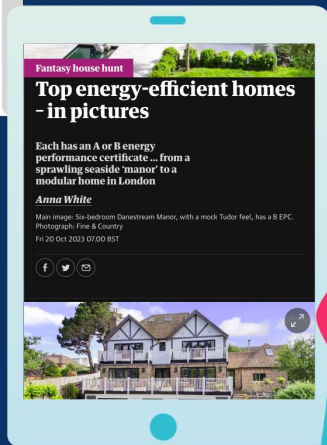 Fantasy house hunt
Top energy-efficient homes
– in pictures
Each has an A or B energy
performance certificate ... from a
sprawling seaside ‘manor’ to a
modular home in London
Anna White
Main image: Six-bedroom Danestream Manor, with a mock Tudor feel, has a B EPC.
Photograph: Fine & Country
Fri 20 Oct 2023 07.00 BST